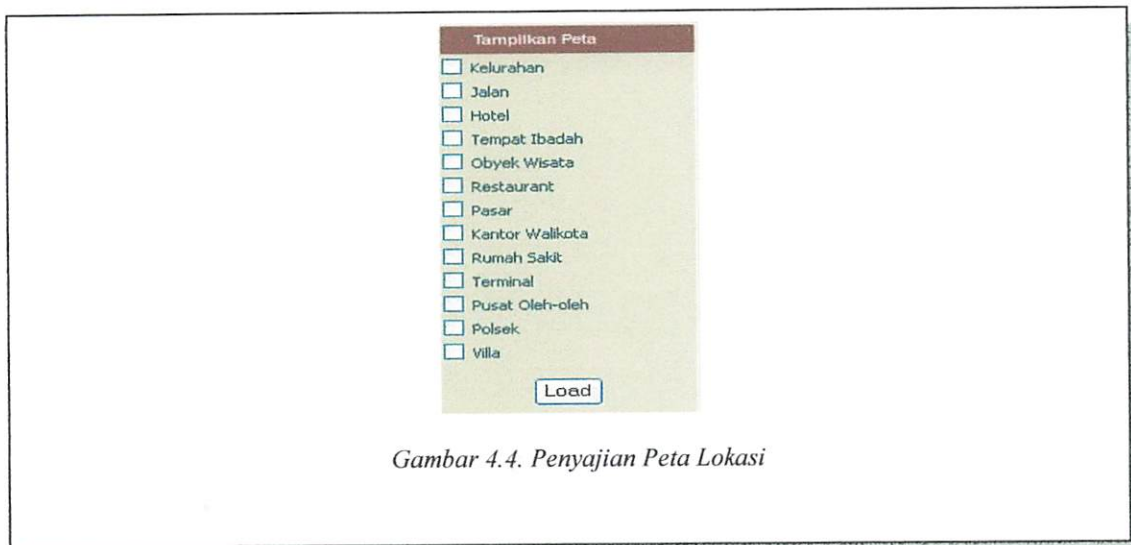 Tampilkan Peta
Kelurahan
Jalan
Hotel
Tempat Ibadah
Obyek Wisata
Restaurant
Pasar
Kantor Walikota
Rumah Sakit
Terminal
Pusat Oleh-oleh
Polsek
Villa
Load
Gambar 4.4. Penyajian Peta Lokasi